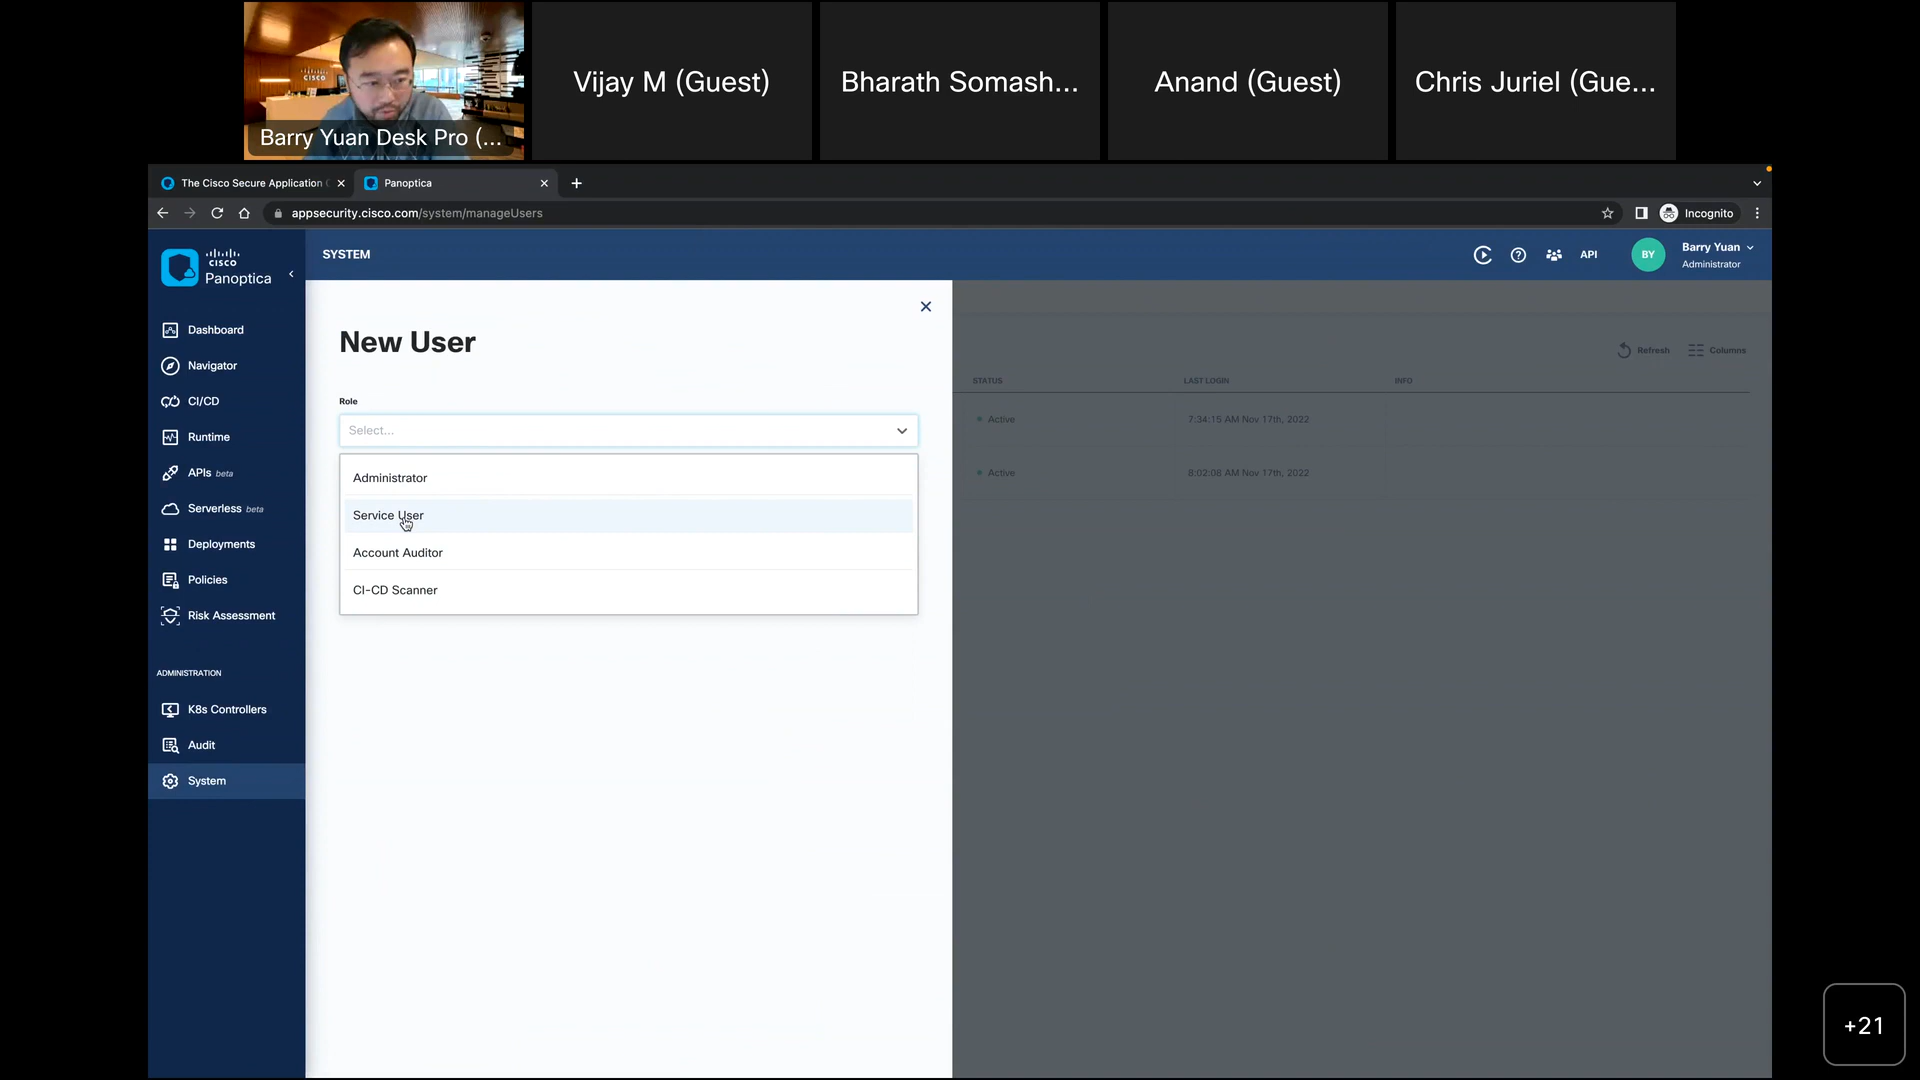 Barry Yuan Desk Pro (...
Vijay M (Guest)
Bharath Somash...
Anand (Guest)
Chris Juriel (Gue...
cisco
The Cisco Secure Application
Panoptica
appsecurity.cisco.com/system/manageUsers
Incognito
cisco
Panoptica
SYSTEM
API
BY
Barry Yuan
Administrator
Dashboard
Navigator
CI/CD
Runtime
APIs beta
Serverless beta
Deployments
Policies
Risk Assessment
ADMINISTRATION
K8s Controllers
Audit
System
New User
Role
Select...
Administrator
Service User
Account Auditor
CI-CD Scanner
Refresh
Columns
STATUS
LAST LOGIN
INFO
Active
7:34:15 AM Nov 17th, 2022
Active
8:02:08 AM Nov 17th, 2022
+21